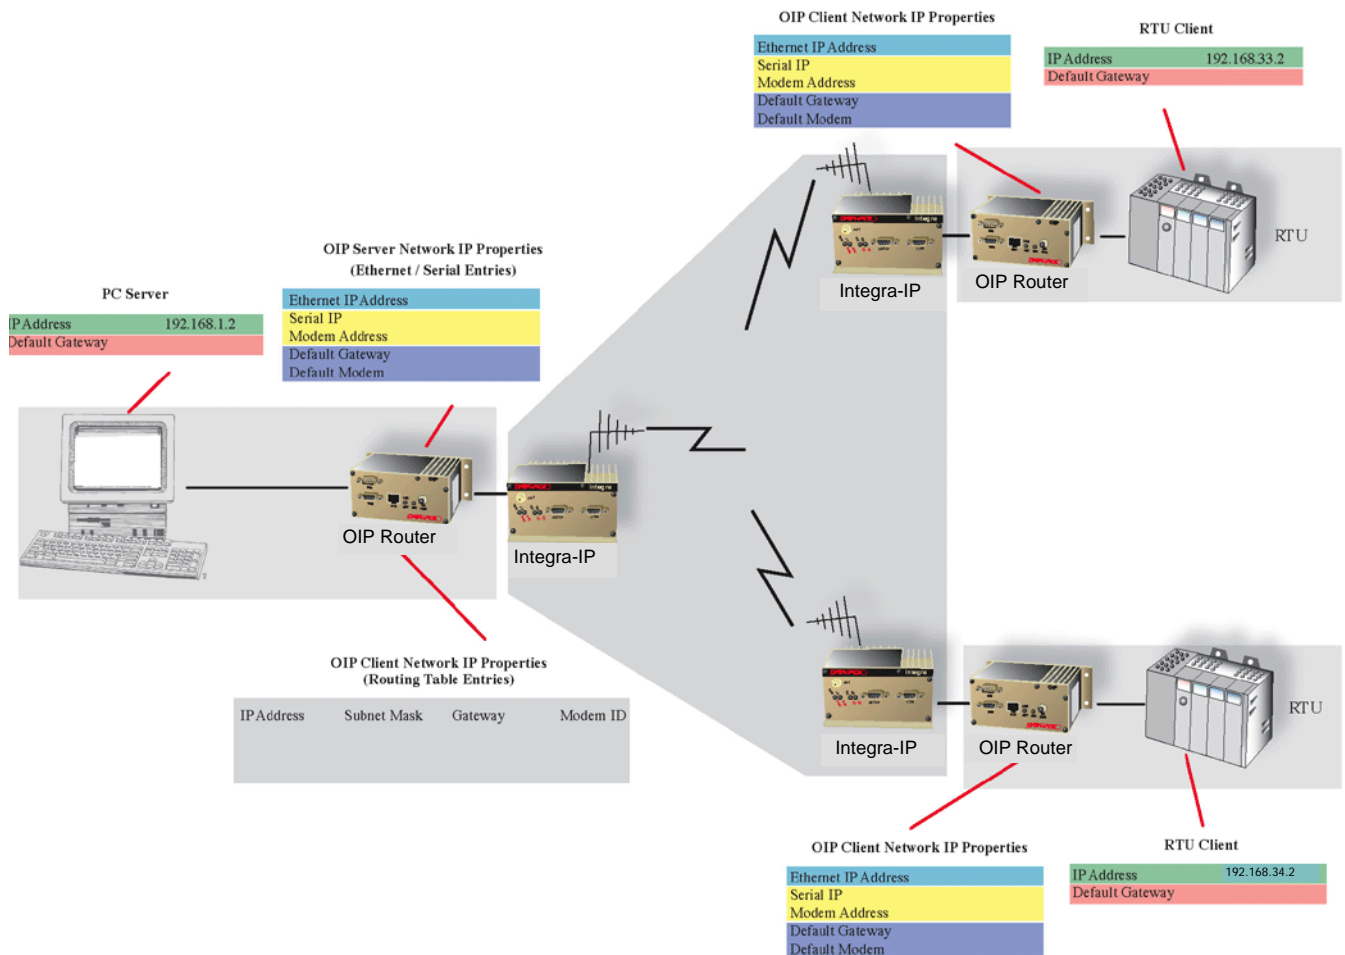 OIP Client Network IP Properties
Ethernet IP Address
Serial IP
Modem Address
Default Gateway
Default Modem
RTU Client
IP Address 192.168.33.2
Default Gateway
Integra
Integra-IP
OIP Router
RTU
OIP Server Network IP Properties
(Ethernet / Serial Entries)
Ethernet IP Address
Serial IP
Modem Address
Default Gateway
Default Modem
PC Server
IP Address 192.168.1.2
Default Gateway
OIP Router
Integra
Integra-IP
OIP Client Network IP Properties
(Routing Table Entries)
IP Address Subnet Mask Gateway Modem ID
Integra
Integra-IP
OIP Router
RTU
OIP Client Network IP Properties
Ethernet IP Address
Serial IP
Modem Address
Default Gateway
Default Modem
RTU Client
IP Address 192.168.34.2
Default Gateway